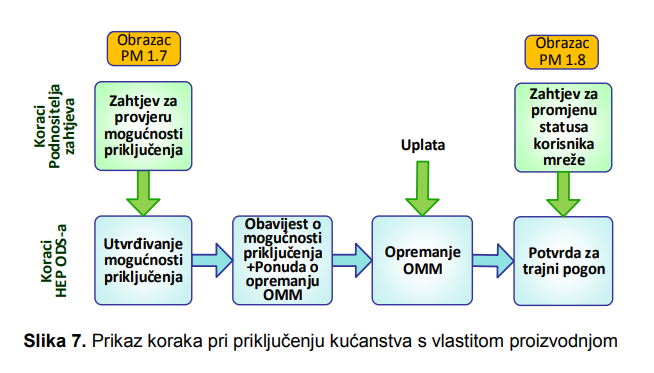 Obrazac
PM 1.7
Obrazac
PM 1.8
Koraci
Podnositelja
zahtjeva
Zahtjev za
provjeru
mogućnosti
priključenja
Zahtjev za
promjenu
statusa
korisnika
mreže
Uplata
Koraci
HEP ODS-a
Utvrđivanje
mogućnosti
priključenja
Obavijest o
mogućnosti
priključenja
+Ponuda o
opremanju
OMM
Opremanje
OMM
Potvrda za
trajni pogon
Slika 7. Prikaz koraka pri priključenju kućanstva s vlastitom proizvodnjom